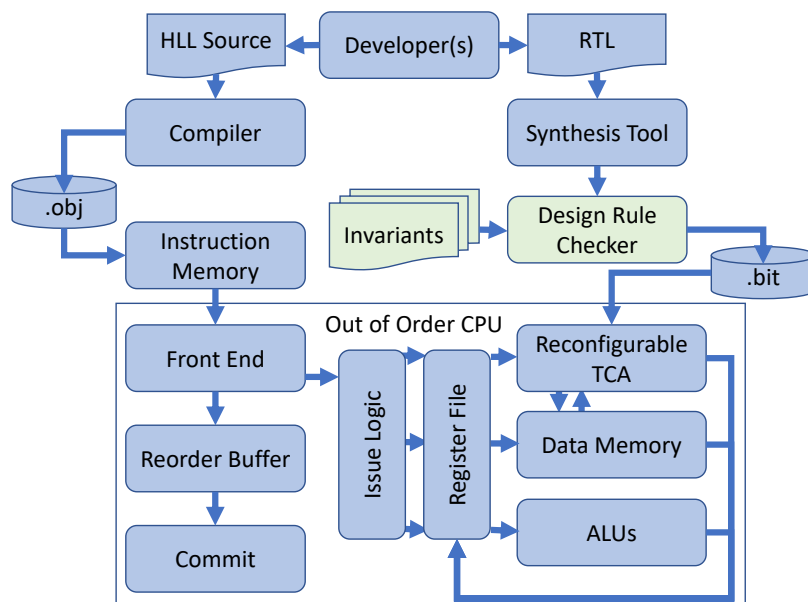 HLL Source
Developer(s)
RTL
Compiler
Synthesis Tool
.obj
Invariants
Design Rule
Checker
Instruction
Memory
.bit
Out of Order CPU
Front End
Issue Logic
Register File
Reconfigurable
TCA
Reorder Buffer
Data Memory
Commit
ALUs